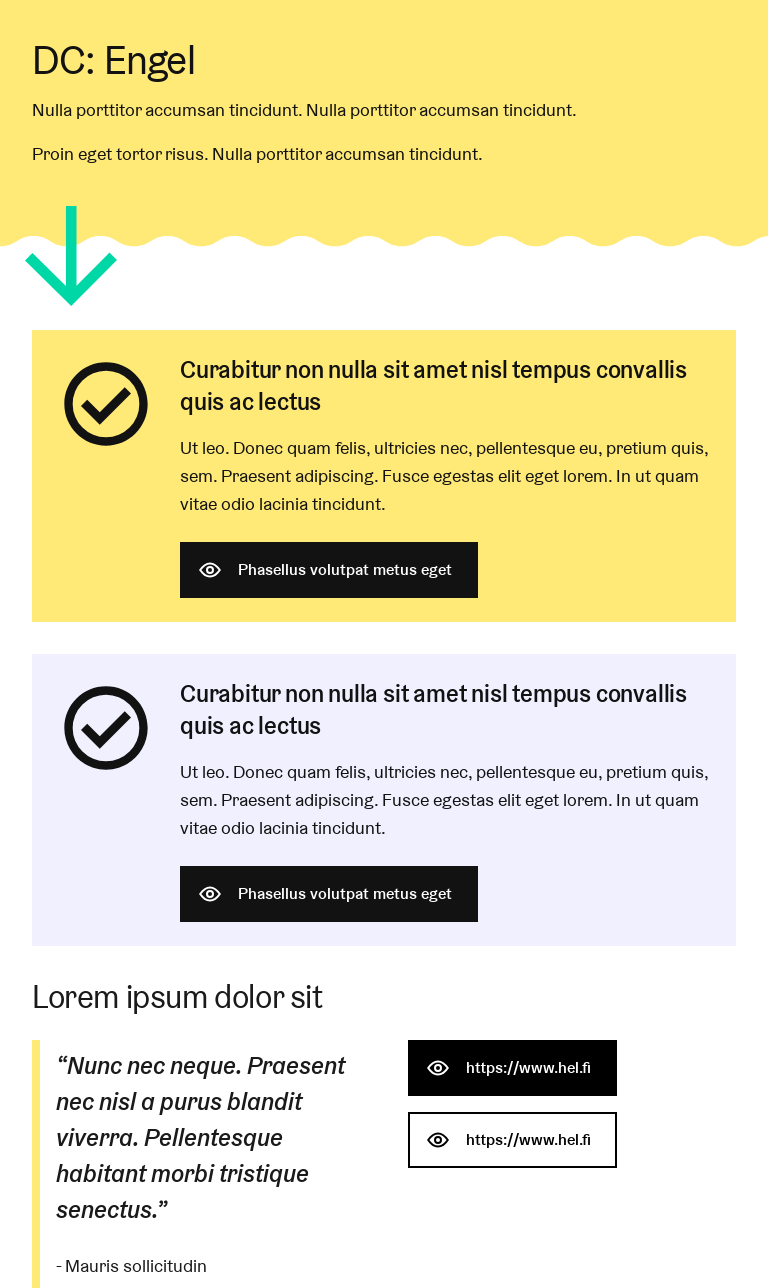 DC: Engel
Nulla porttitor accumsan tincidunt. Nulla porttitor accumsan tincidunt.
Proin eget tortor risus. Nulla porttitor accumsan tincidunt.
Curabitur non nulla sit amet nisl tempus convallis
quis ac lectus
Ut leo. Donec quam felis, ultricies nec, pellentesque eu, pretium quis,
sem. Praesent adipiscing. Fusce egestas elit eget lorem. In ut quam
vitae odio lacinia tincidunt.
Phasellus volutpat metus eget
Curabitur non nulla sit amet nisl tempus convallis
quis ac lectus
Ut leo. Donec quam felis, ultricies nec, pellentesque eu, pretium quis,
sem. Praesent adipiscing. Fusce egestas elit eget lorem. In ut quam
vitae odio lacinia tincidunt.
Phasellus volutpat metus eget
Lorem ipsum dolor sit
“Nunc nec neque. Praesent
nec nisl a purus blandit
viverra. Pellentesque
habitant morbi tristique
senectus.”
- Mauris sollicitudin
https://www.hel.fi
https://www.hel.fi